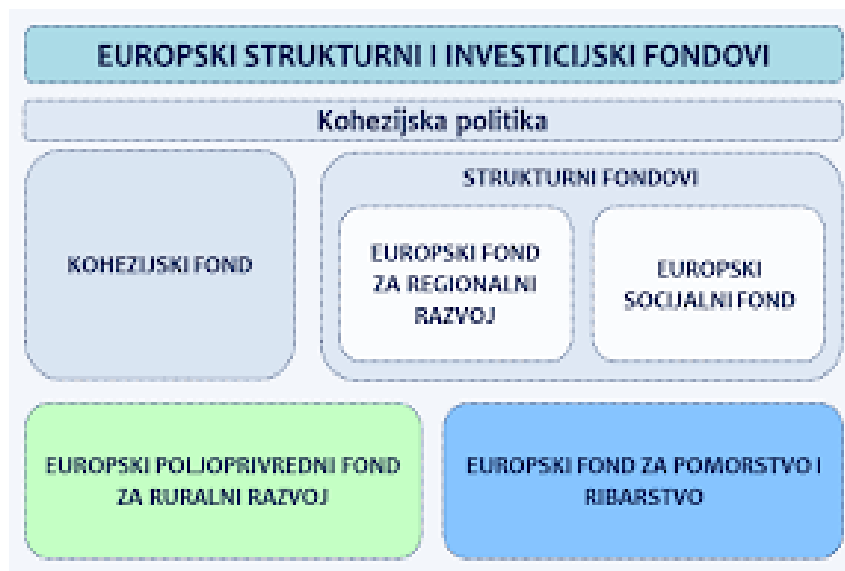 EUROPSKI STRUKTURNI I INVESTICIJSKI FONDOVI
Kohezijska politika
KOHEZIJSKI FOND
STRUKTURNI FONDOVI
EUROPSKI FOND
ZA REGIONALNI
RAZVOJ
EUROPSKI
SOCIJALNI FOND
EUROPSKI POLJOPRIVREDNI FOND
ZA RURALNI RAZVOJ
EUROPSKI FOND ZA POMORSTVO I
RIBARSTVO